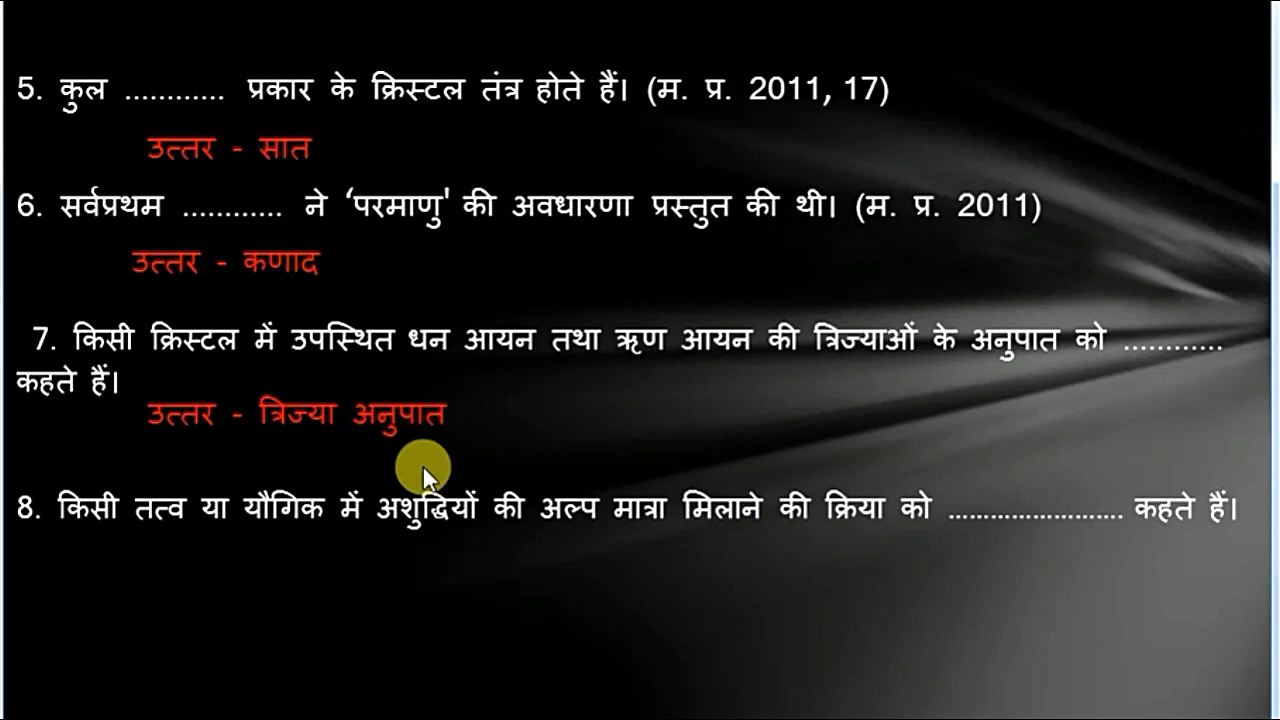 5. कुल ............ प्रकार के क्रिस्टल तंत्र होते हैं। (म. प्र. 2011, 17)
उत्तर - सात
6. सर्वप्रथम ............ ने ‘परमाणु' की अवधारणा प्रस्तुत की थी। (म. प्र. 2011)
उत्तर - कणाद
7. किसी क्रिस्टल में उपस्थित धन आयन तथा ऋण आयन की त्रिज्याओं के अनुपात को ............
कहते हैं।
उत्तर - त्रिज्या अनुपात
8. किसी तत्व या यौगिक में अशुद्धियों की अल्प मात्रा मिलाने की क्रिया को ........................ कहते हैं।